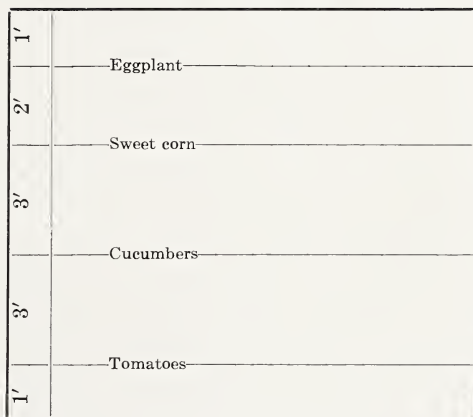 1'
Eggplant
2'
Sweet corn
3'
Cucumbers
3'
Tomatoes
1'